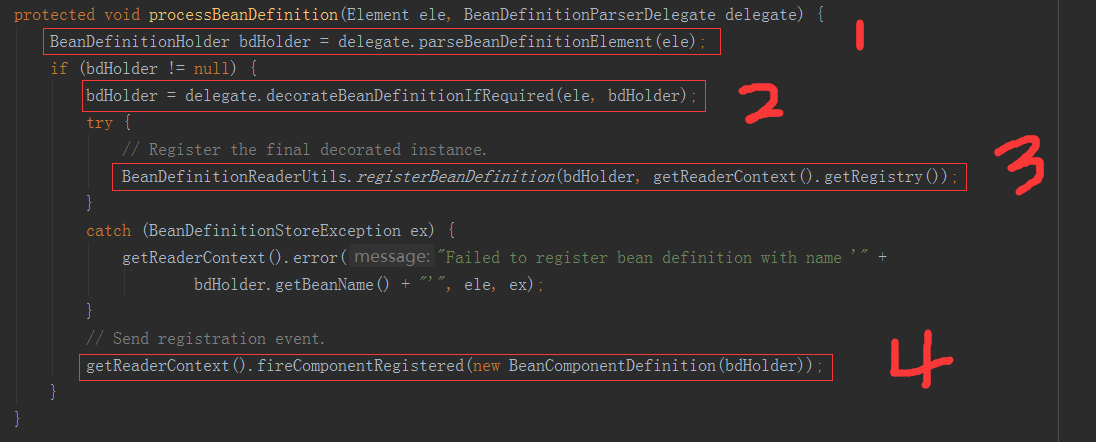 protected void processBeanDefinition(Element ele, BeanDefinitionParserDelegate delegate) {
BeanDefinitionHolder bdHolder = delegate.parseBeanDefinitionElement(ele); 1
if (bdHolder != null) {
bdHolder = delegate.decorateBeanDefinitionIfRequired(ele, bdHolder); 2
try {
// Register the final decorated instance.
BeanDefinitionReaderUtils.registerBeanDefinition(bdHolder, getReaderContext().getRegistry()); 3
}
catch (BeanDefinitionStoreException ex) {
getReaderContext().error( message: "Failed to register bean definition with name '" +
bdHolder.getBeanName() + "'", ele, ex);
}
// Send registration event.
getReaderContext().fireComponentRegistered(new BeanComponentDefinition(bdHolder)); 4
}
}